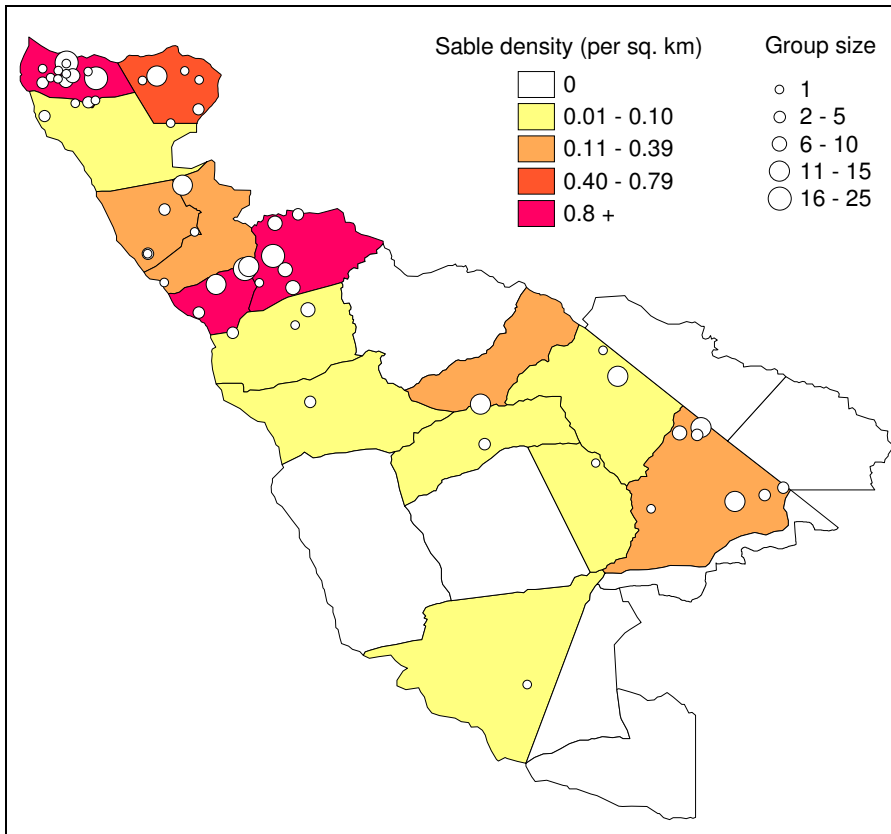 Sable density (per sq. km)
0
0.01 - 0.10
0.11 - 0.39
0.40 - 0.79
0.8 +
Group size
1
2 - 5
6 - 10
11 - 15
16 - 25